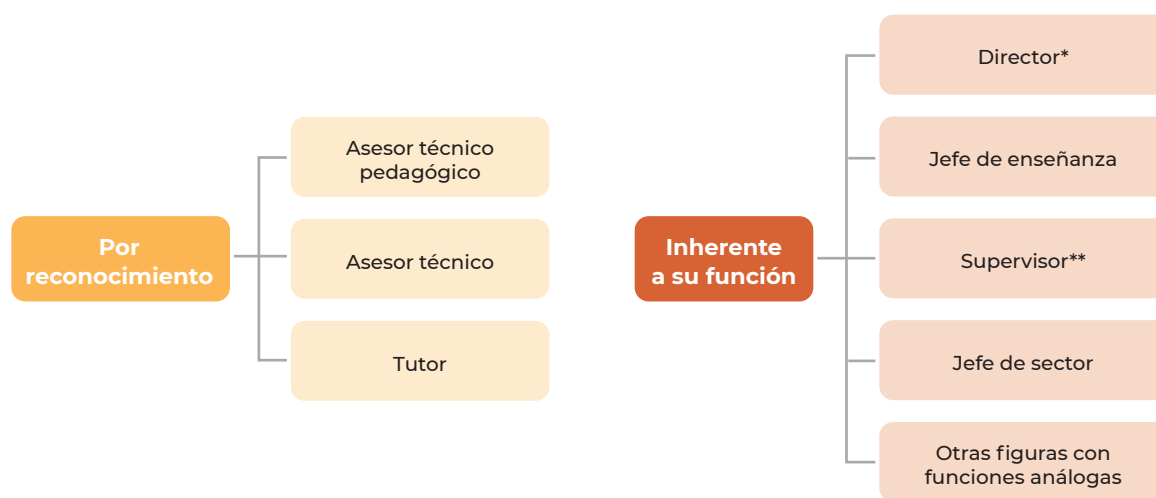 Por
reconocimiento
Asesor técnico
pedagógico
Asesor técnico
Tutor
Inherente
a su función
Director*
Jefe de enseñanza
Supervisor**
Jefe de sector
Otras figuras con
funciones análogas